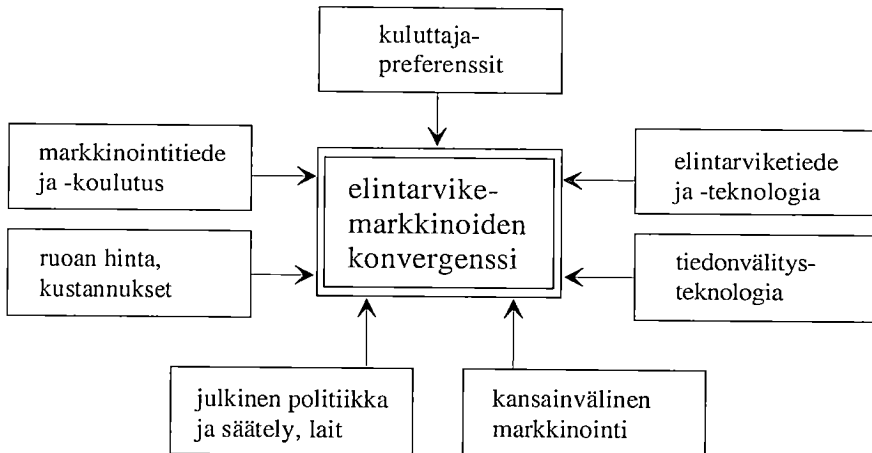 kuluttaja-
preferenssit
markkinointitiede
ja -koulutus
elintarvike-
markkinoiden
konvergenssi
elintarviketiede
ja -teknologia
ruoan hinta,
kustannukset
tiedonvälitys-
teknologia
julkinen politiikka
ja säätely, lait
kansainvälinen
markkinointi